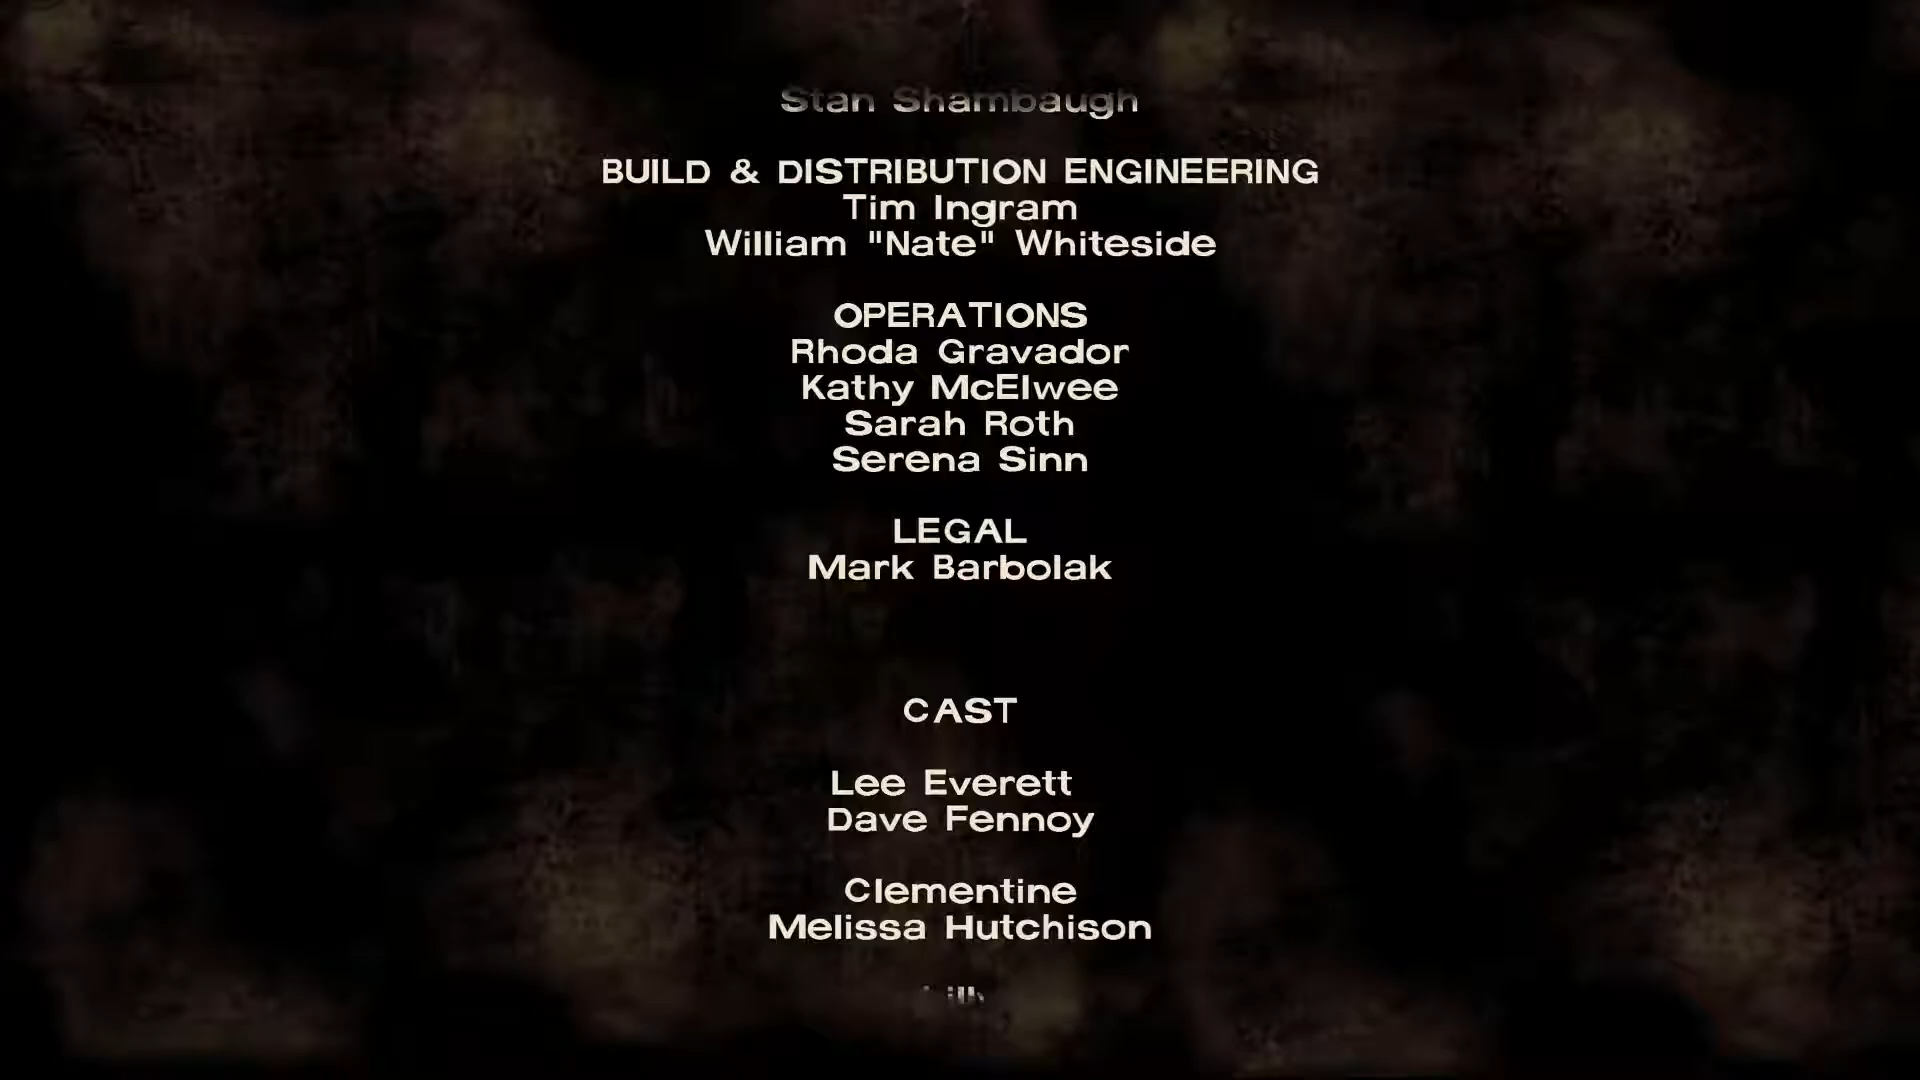 Stan Shambaugh
BUILD & DISTRIBUTION ENGINEERING
Tim Ingram
William "Nate" Whiteside
OPERATIONS
Rhoda Gravador
Kathy McElwee
Sarah Roth
Serena Sinn
LEGAL
Mark Barbolak
CAST
Lee Everett
Dave Fennoy
Clementine
Melissa Hutchison